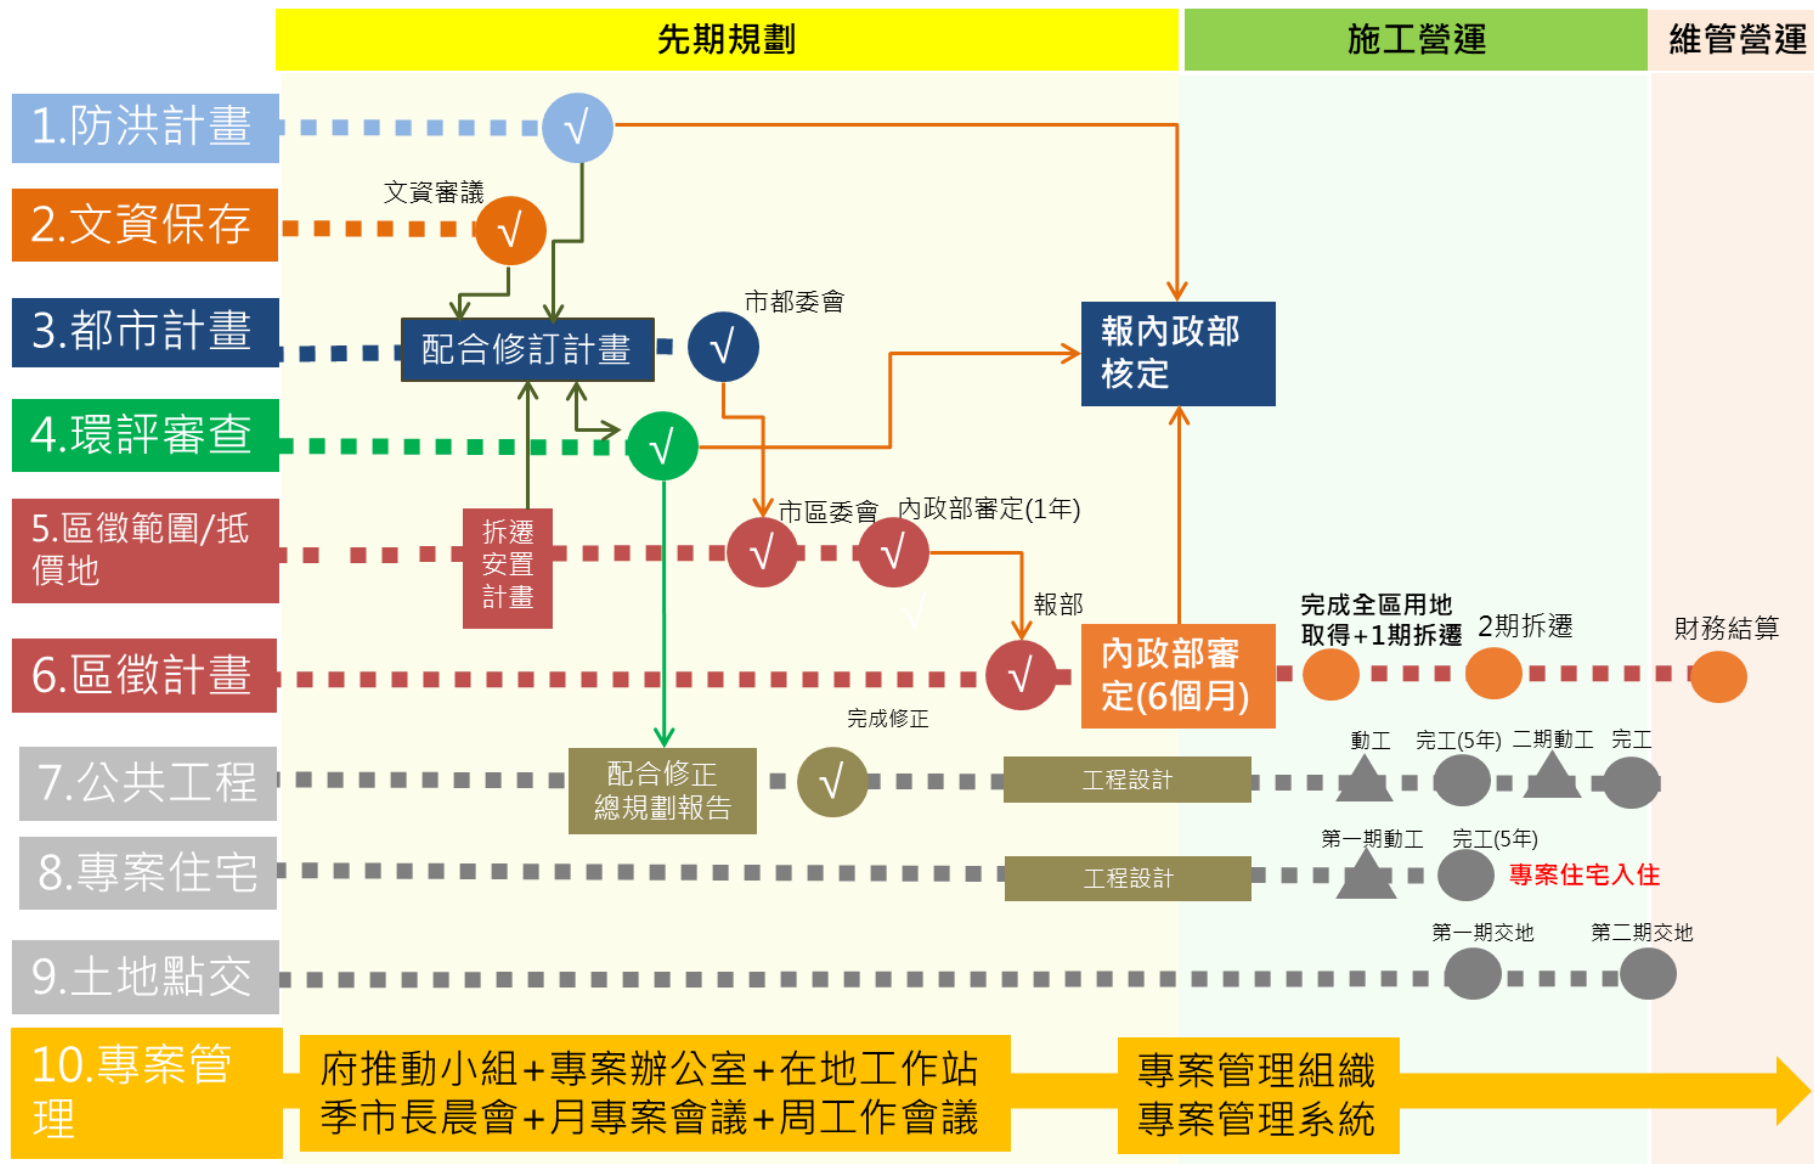 先期規劃
施工營運
維管營運
1.防洪計畫
√
文資審議
2.文資保存
√
市都委會
3.都市計畫
配合修訂計畫
√
報內政部
核定
4.環評審查
√
5.區徵範圍/抵
價地
拆遷
安置
計畫
市區委會
√
內政部審定(1年)
√
√
報部
6.區徵計畫
√
內政部審
定(6個月)
完成全區用地
取得+1期拆遷
2期拆遷
財務結算
完成修正
7.公共工程
配合修正
總規劃報告
√
工程設計
動工
完工(5年)
二期動工
完工
8.專案住宅
工程設計
第一期動工
完工(5年)
專案住宅入住
9.土地點交
第一期交地
第二期交地
10.專案管
理
府推動小組+專案辦公室+在地工作站
季市長晨會+月專案會議+周工作會議
專案管理組織
專案管理系統